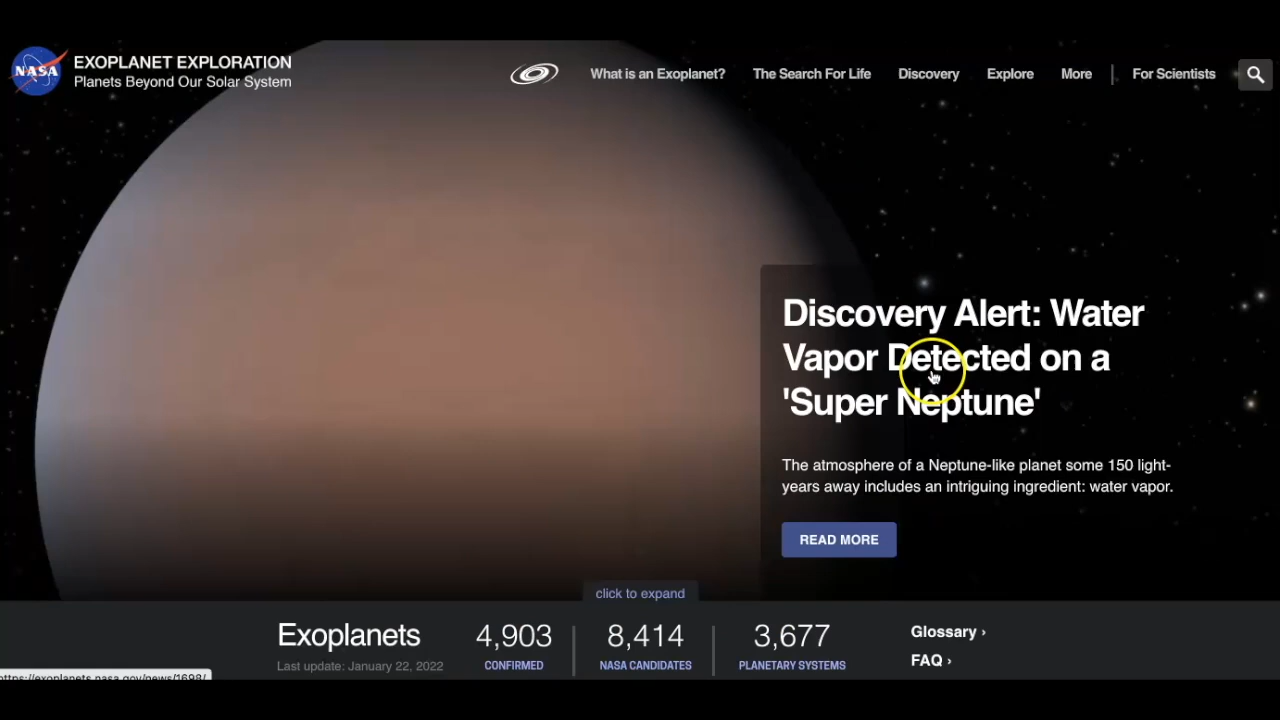 NASA
EXOPLANET EXPLORATION
Planets Beyond Our Solar System
What is an Exoplanet? The Search For Life Discovery Explore More For Scientists
Discovery Alert: Water
Vapor Detected on a
'Super Neptune'
The atmosphere of a Neptune-like planet some 150 light-
years away includes an intriguing ingredient: water vapor.
READ MORE
click to expand
Exoplanets
Last update: January 22, 2022
4,903
CONFIRMED
8,414
NASA CANDIDATES
3,677
PLANETARY SYSTEMS
Glossary ›
FAQ ›
https://exoplanets.nasa.gov/news/1698/